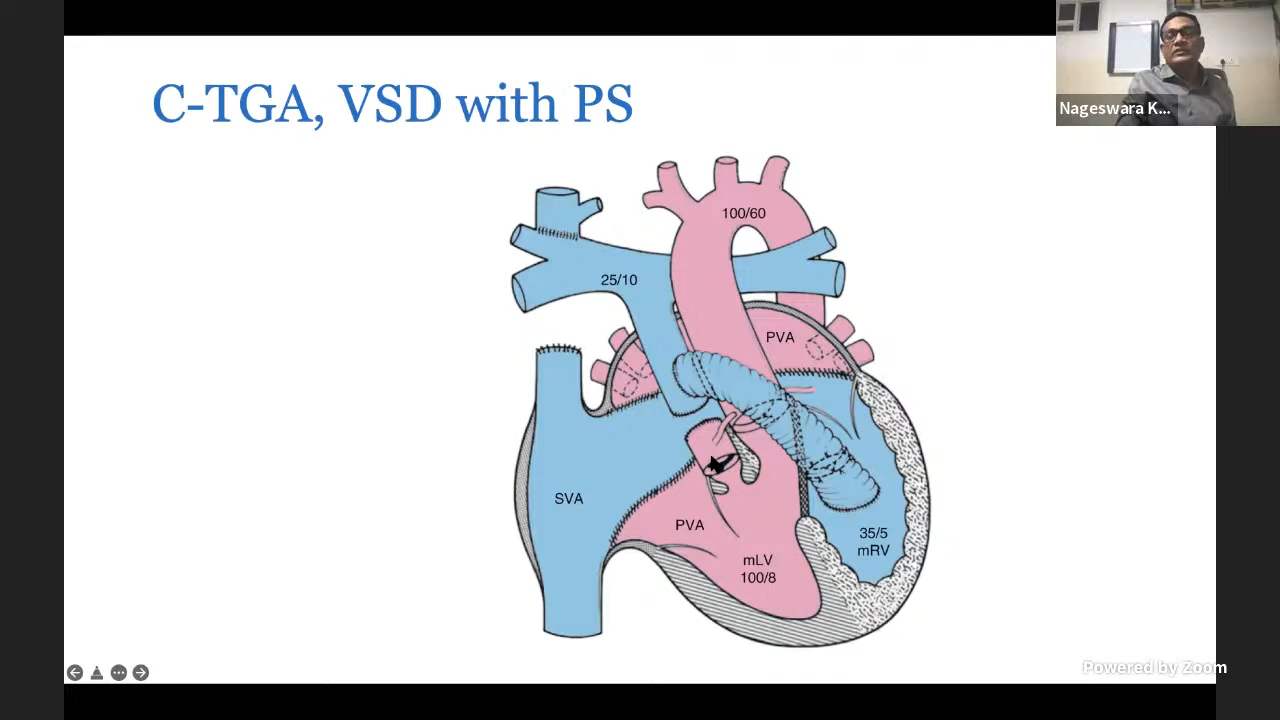 C-TGA, VSD with PS
Nageswara K...
100/60
25/10
PVA
SVA
PVA
35/5
mRV
mLV
100/8
Powered by Zoom